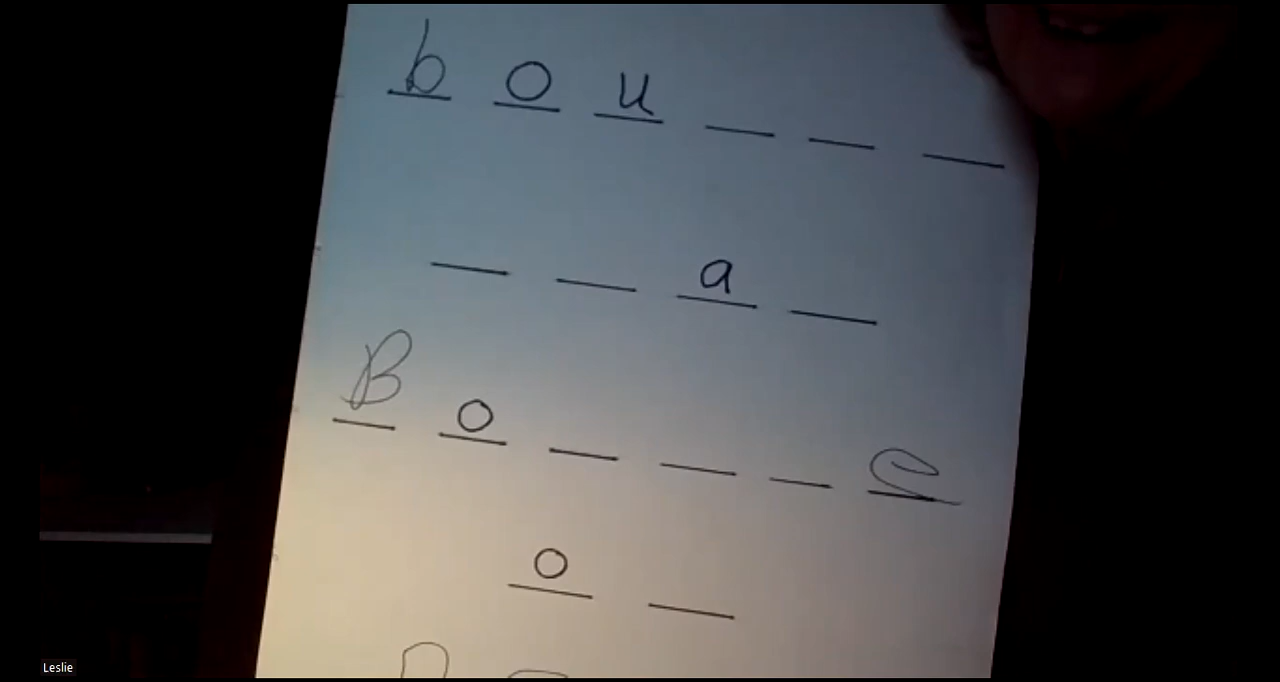 b o u _ _ _
_ _ a _
B o _ _ _ e
o _
Leslie